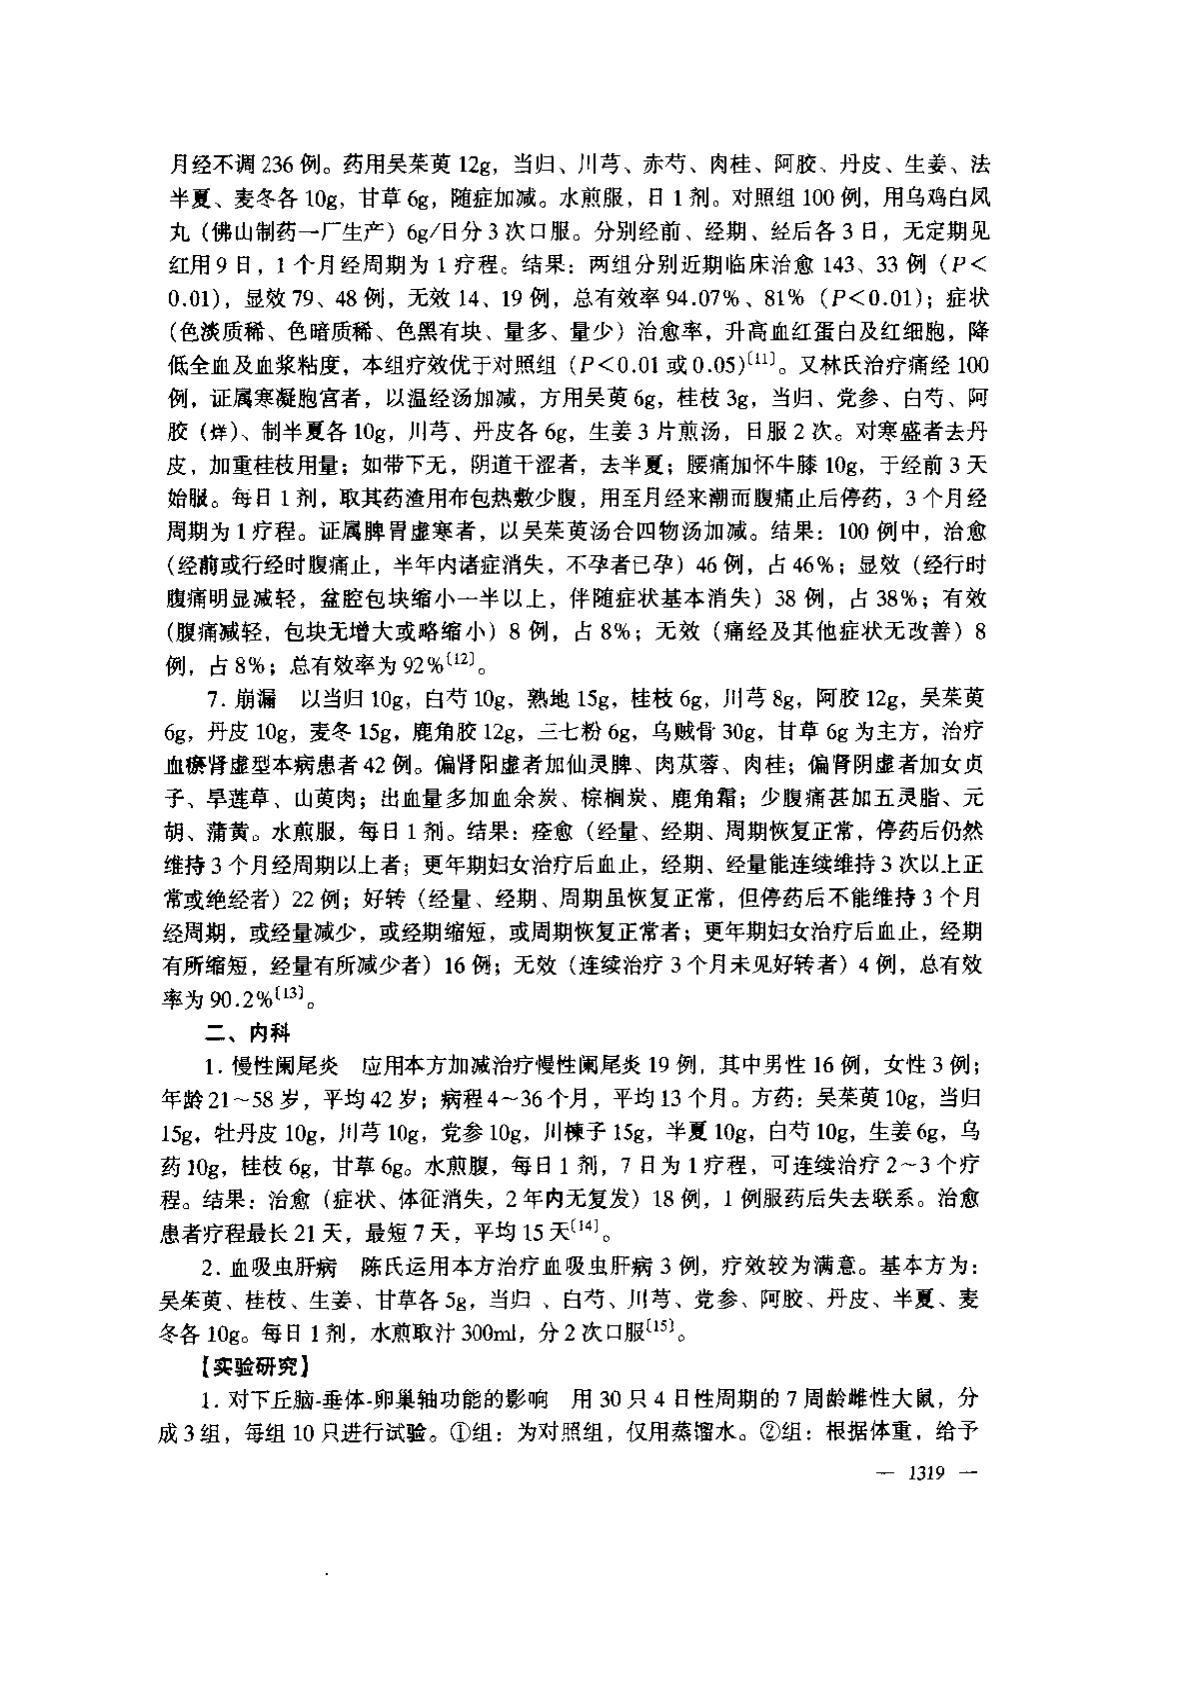 月经不调 236 例。药用吴茱萸 12g，当归、川芎、赤芍、肉桂、阿胶、丹皮、生姜、法
半夏、麦冬各 10g，甘草 6g，随症加减。水煎服，日 1 剂。对照组 100 例，用乌鸡白凤
丸（佛山制药一厂生产）6g/日分 3 次口服。分别经前、经期、经后各 3 日，无定期见
红用 9 日，1 个月经周期为 1 疗程。结果：两组分别近期临床治愈 143、33 例（P＜
0.01），显效 79、48 例，无效 14、19 例，总有效率 94.07%、81%（P＜0.01）；症状
（色淡质稀、色暗质稀、色黑有块、量多、量少）治愈率，升高血红蛋白及红细胞，降
低全血及血浆粘度，本组疗效优于对照组（P＜0.01 或 0.05）〔11〕。又林氏治疗痛经 100
例，证属寒凝胞宫者，以温经汤加减，方用吴萸 6g，桂枝 3g，当归、党参、白芍、阿
胶（烊）、制半夏各 10g，川芎、丹皮各 6g，生姜 3 片煎汤，日服 2 次。对寒盛者去丹
皮，加重桂枝用量；如带下无，阴道干涩者，去半夏；腰痛加怀牛膝 10g，于经前 3 天
始服。每日 1 剂，取其药渣用布包热敷少腹，用至月经来潮而腹痛止后停药，3 个月经
周期为 1 疗程。证属脾胃虚寒者，以吴茱萸汤合四物汤加减。结果：100 例中，治愈
（经前或行经时腹痛止，半年内诸症消失，不孕者已孕）46 例，占 46%；显效（经行时
腹痛明显减轻，盆腔包块缩小一半以上，伴随症状基本消失）38 例，占 38%；有效
（腹痛减轻，包块无增大或略缩小）8 例，占 8%；无效（痛经及其他症状无改善）8
例，占 8%；总有效率为 92%〔12〕。
7. 崩漏　以当归 10g，白芍 10g，熟地 15g，桂枝 6g，川芎 8g，阿胶 12g，吴茱萸
6g，丹皮 10g，麦冬 15g，鹿角胶 12g，三七粉 6g，乌贼骨 30g，甘草 6g 为主方，治疗
血瘀肾虚型本病患者 42 例。偏肾阳虚者加仙灵脾、肉苁蓉、肉桂；偏肾阴虚者加女贞
子、旱莲草、山萸肉；出血量多加血余炭、棕榈炭、鹿角霜；少腹痛甚加五灵脂、元
胡、蒲黄。水煎服，每日 1 剂。结果：痊愈（经量、经期、周期恢复正常，停药后仍然
维持 3 个月经周期以上者；更年期妇女治疗后血止，经期、经量能连续维持 3 次以上正
常或绝经者）22 例；好转（经量、经期、周期虽恢复正常，但停药后不能维持 3 个月
经周期，或经量减少，或经期缩短，或周期恢复正常者；更年期妇女治疗后血止，经期
有所缩短，经量有所减少者）16 例；无效（连续治疗 3 个月未见好转者）4 例，总有效
率为 90.2%〔13〕。
二、内科
1. 慢性阑尾炎　应用本方加减治疗慢性阑尾炎 19 例，其中男性 16 例，女性 3 例；
年龄 21～58 岁，平均 42 岁；病程 4～36 个月，平均 13 个月。方药：吴茱萸 10g，当归
15g，牡丹皮 10g，川芎 10g，党参 10g，川楝子 15g，半夏 10g，白芍 10g，生姜 6g，乌
药 10g，桂枝 6g，甘草 6g。水煎服，每日 1 剂，7 日为 1 疗程，可连续治疗 2～3 个疗
程。结果：治愈（症状、体征消失，2 年内无复发）18 例，1 例服药后失去联系。治愈
患者疗程最长 21 天，最短 7 天，平均 15 天〔14〕。
2. 血吸虫肝病　陈氏运用本方治疗血吸虫肝病 3 例，疗效较为满意。基本方为：
吴茱萸、桂枝、生姜、甘草各 5g，当归、白芍、川芎、党参、阿胶、丹皮、半夏、麦
冬各 10g。每日 1 剂，水煎取汁 300ml，分 2 次口服〔15〕。
【实验研究】
1. 对下丘脑-垂体-卵巢轴功能的影响　用 30 只 4 日性周期的 7 周龄雌性大鼠，分
成 3 组，每组 10 只进行试验。①组：为对照组，仅用蒸馏水。②组：根据体重，给予
— 1319 —